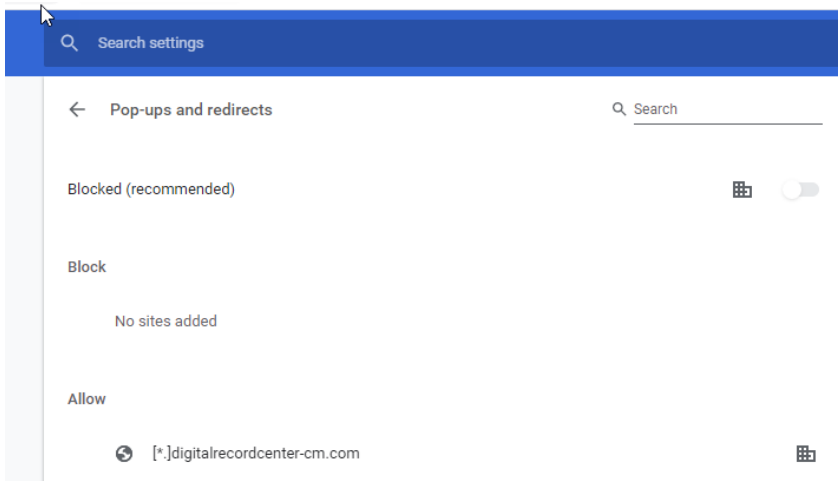 Search settings
Pop-ups and redirects
Search
Blocked (recommended)
Block
No sites added
Allow
[*.]digitalrecordcenter-cm.com